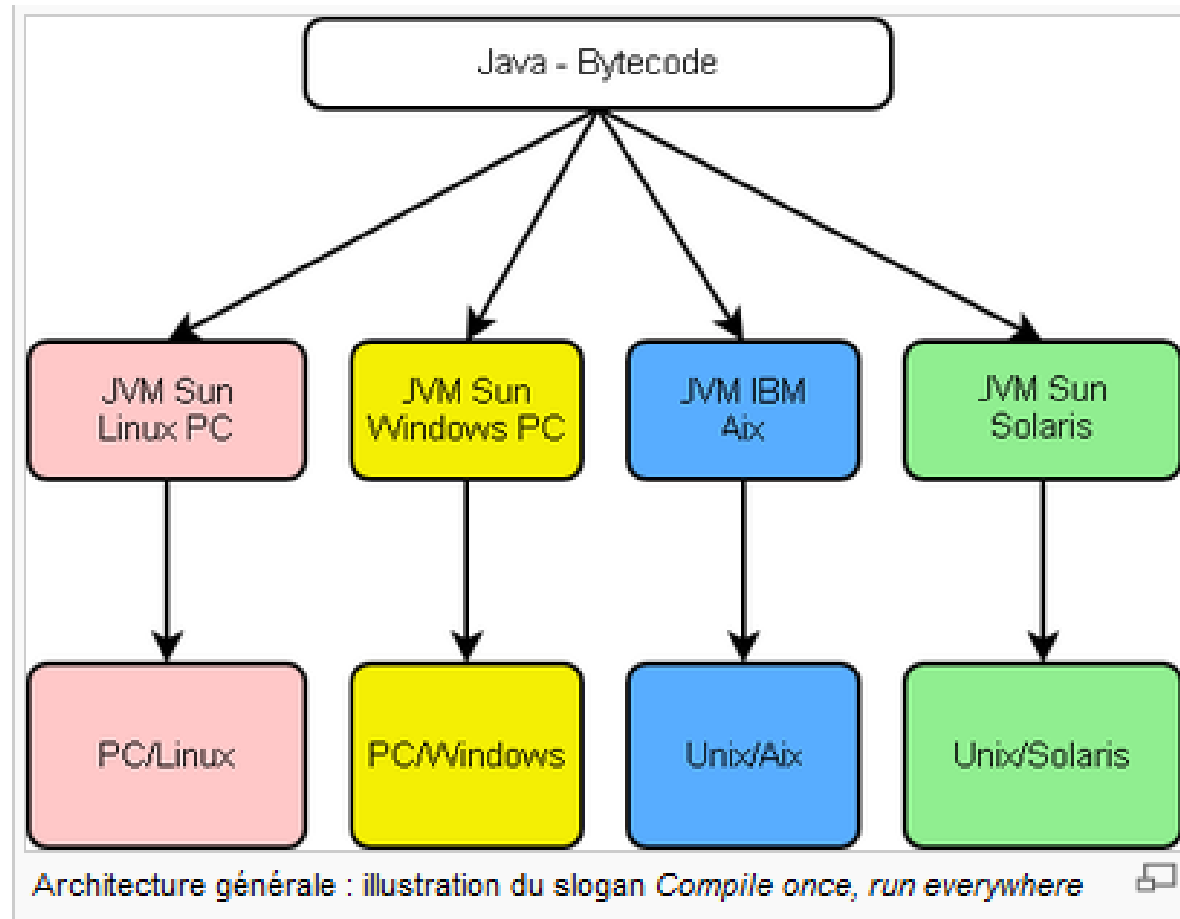 Java - Bytecode
JVM Sun
Linux PC
JVM Sun
Windows PC
JVM IBM
Aix
JVM Sun
Solaris
PC/Linux
PC/Windows
Unix/Aix
Unix/Solaris
Architecture générale : illustration du slogan Compile once, run everywhere